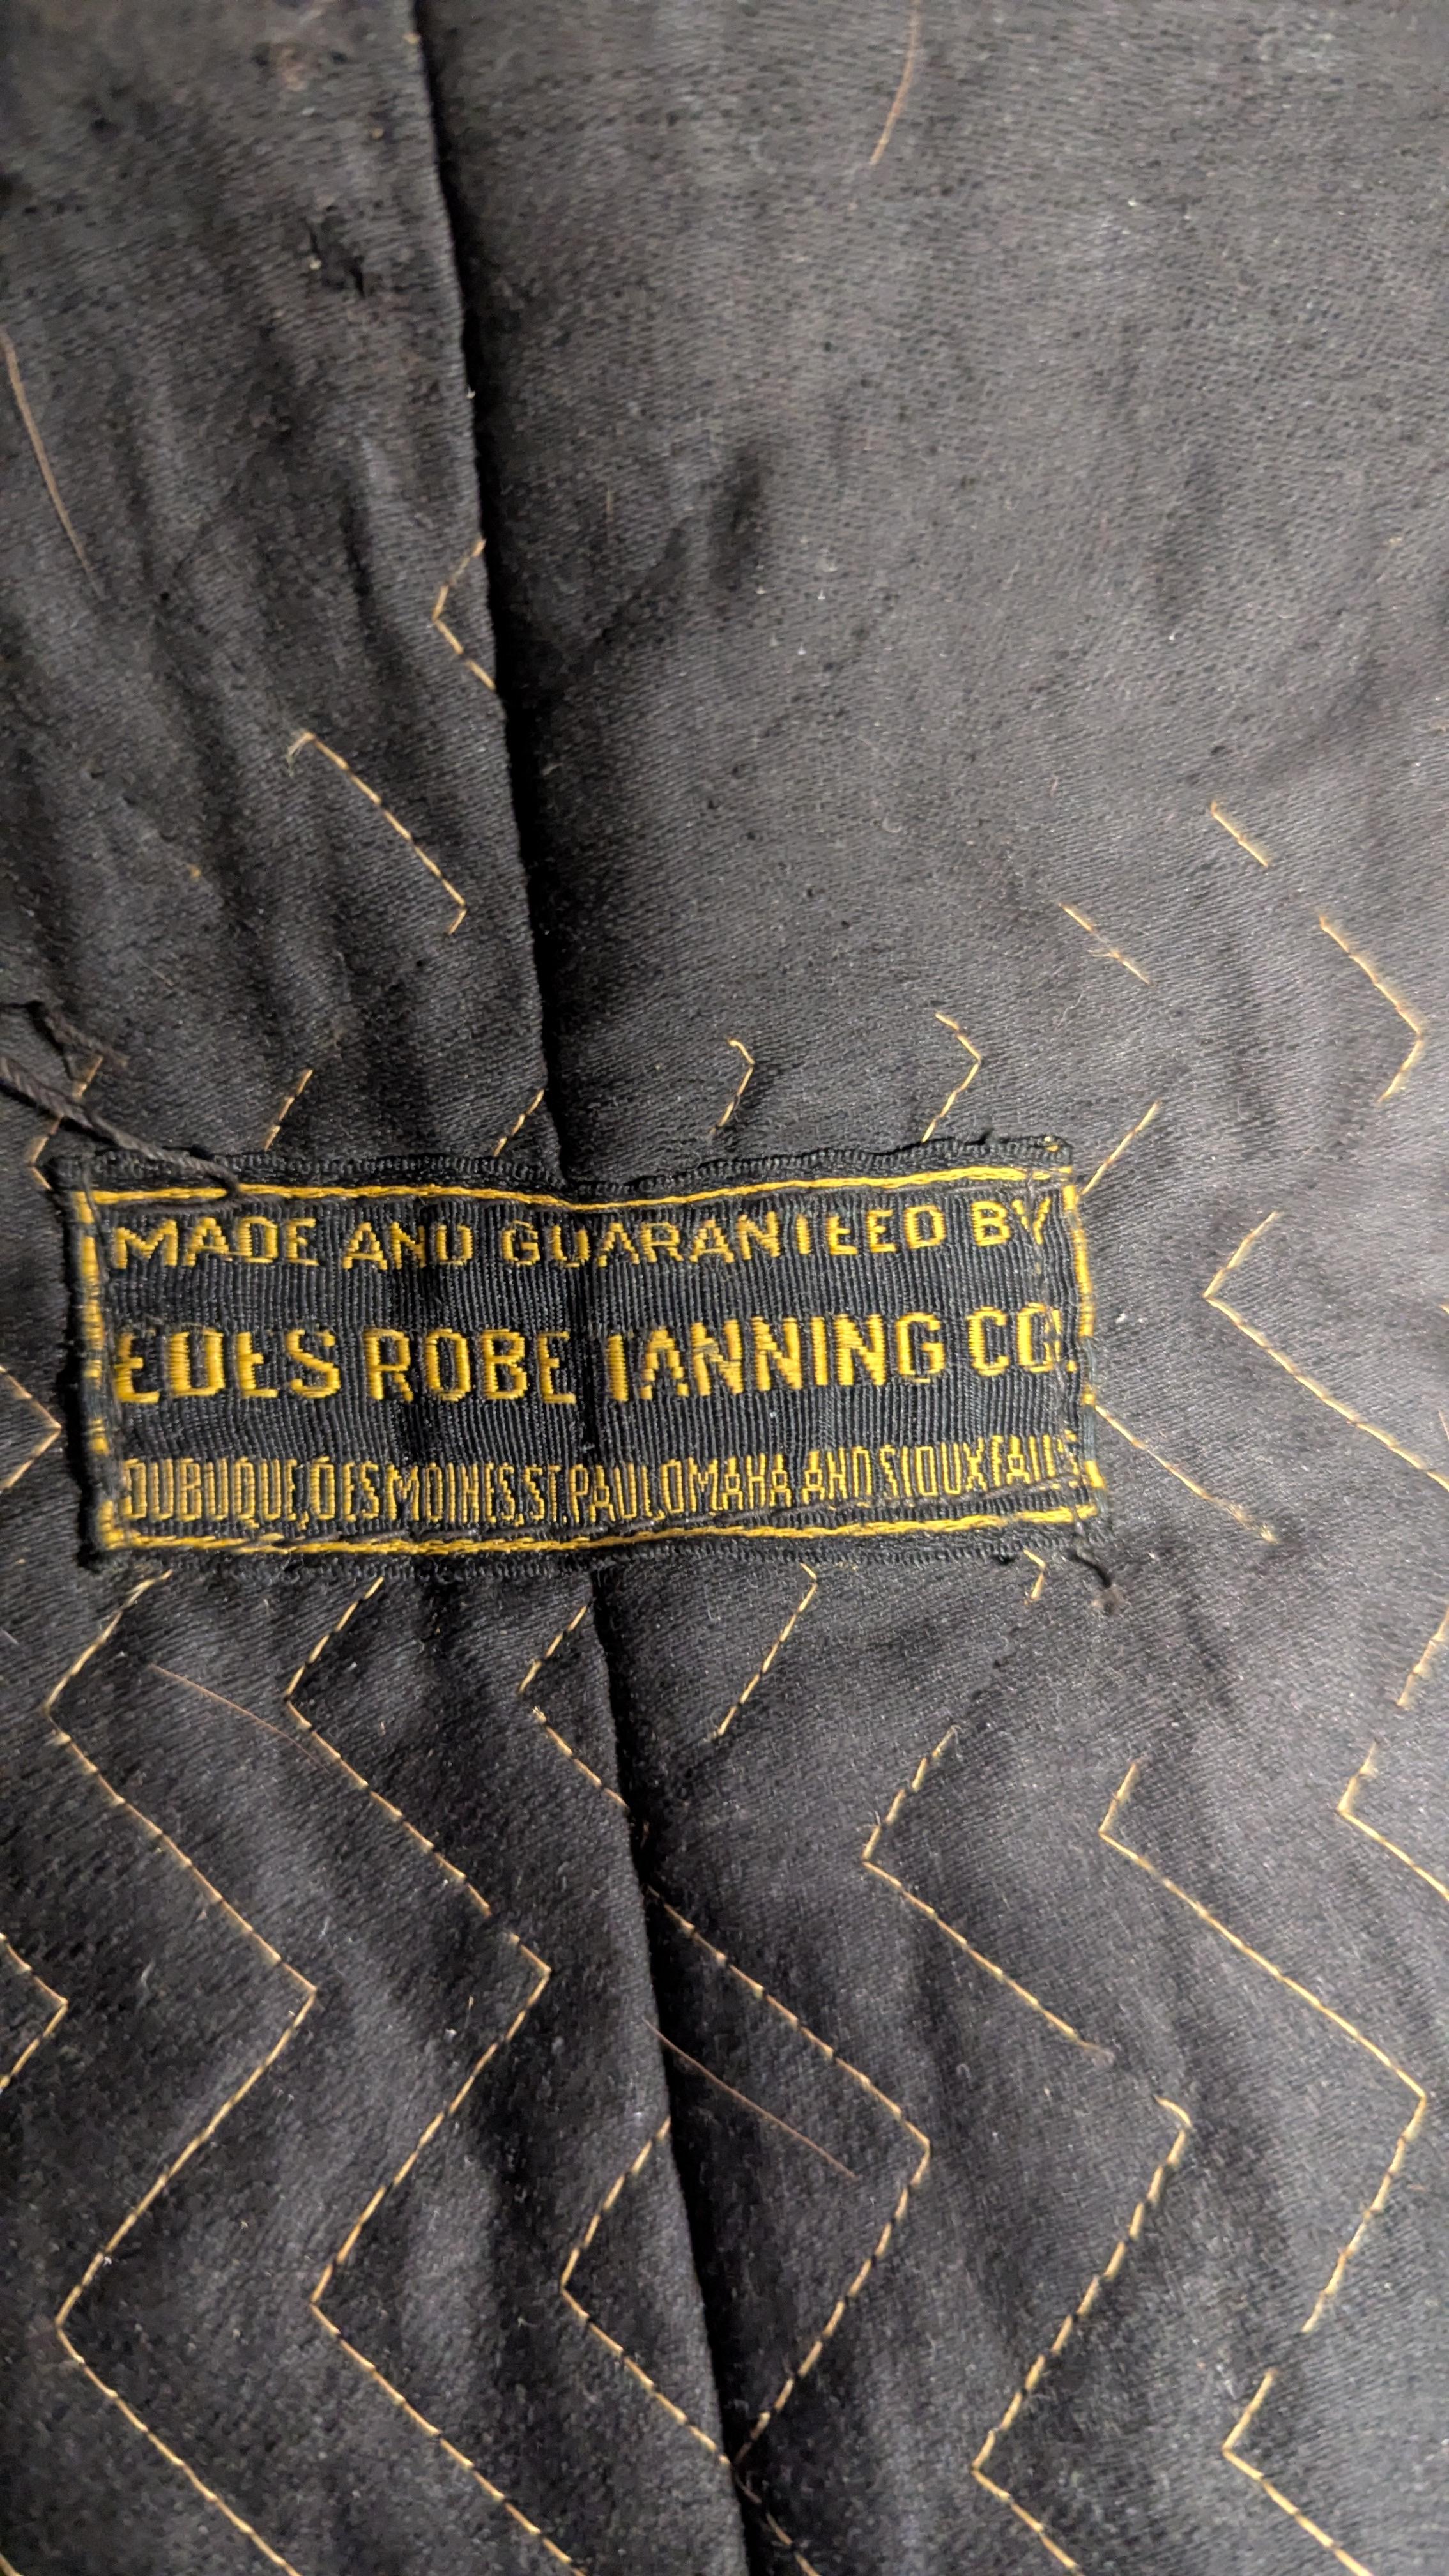 MADE AND GUARANTEED BY
EDES ROBE TANNING CO.
DUBUQUE, DES MOINES, ST. PAUL, OMAHA AND SIOUX FALLS